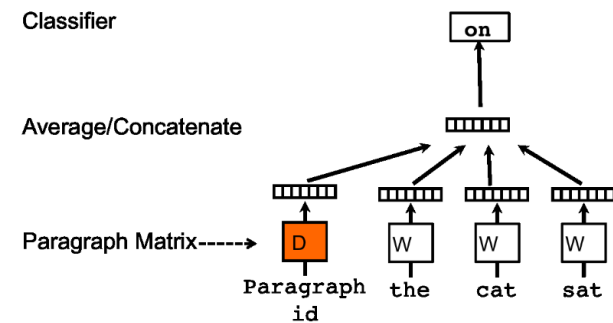 Classifier
on
Average/Concatenate
Paragraph Matrix
D
W
W
W
Paragraph
id
the
cat
sat